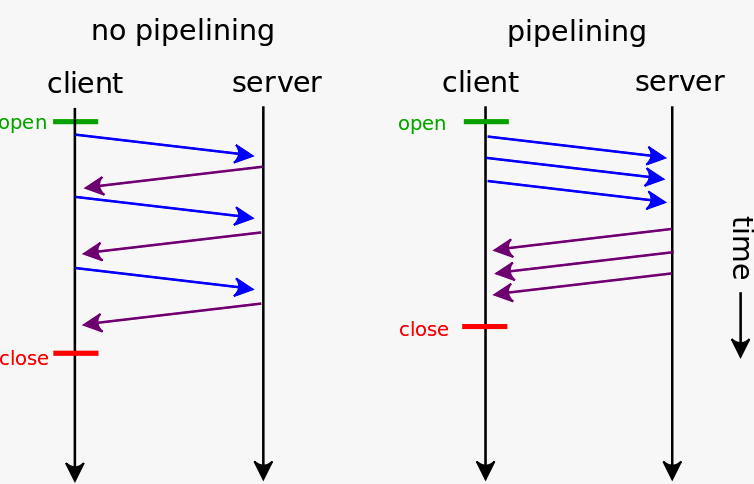 no pipelining
client
server
open
close
pipelining
client
server
open
close
time